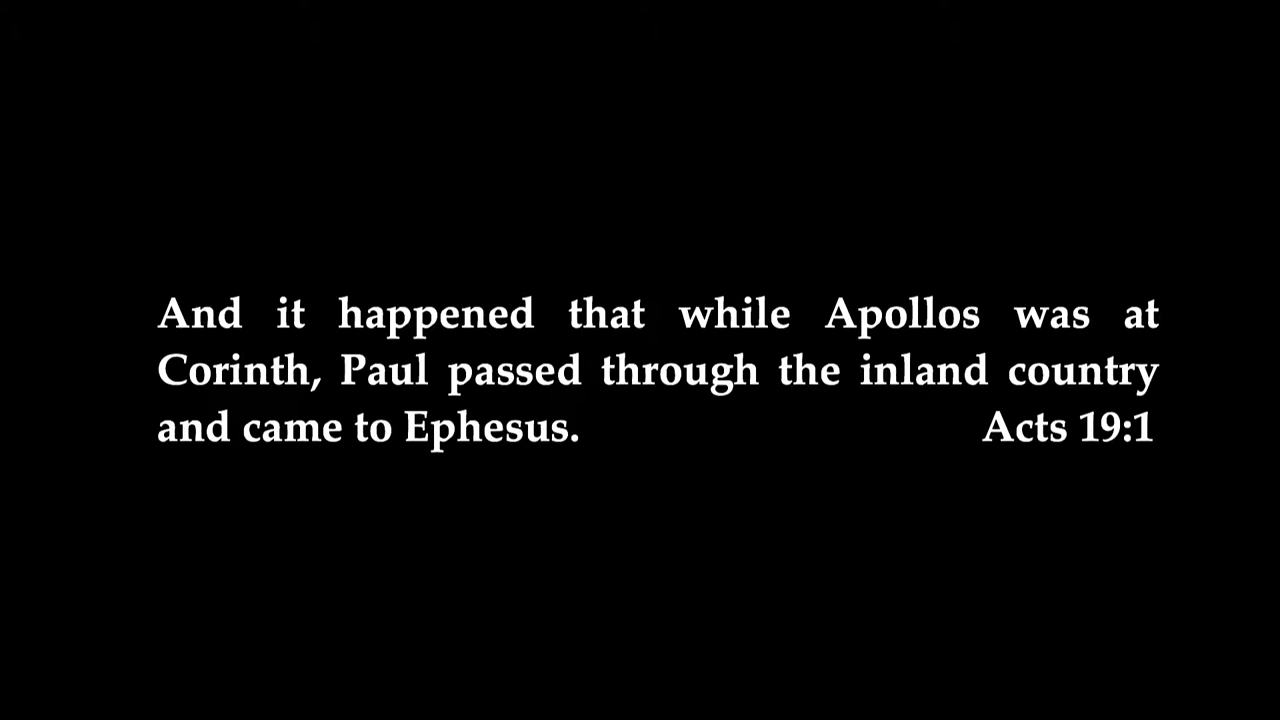 And it happened that while Apollos was at
Corinth, Paul passed through the inland country
and came to Ephesus. Acts 19:1